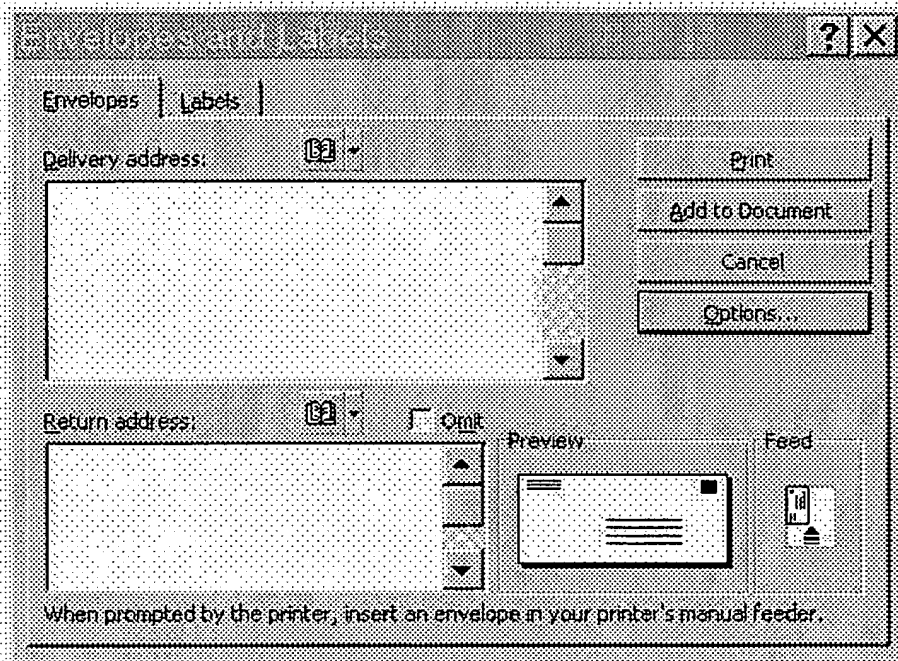 Envelopes and Labels
?
Envelopes Labels
Delivery address:
Print
Add to Document
Cancel
Options...
Return address:
Omit
Preview
Feed
When prompted by the printer, insert an envelope in your printer's manual feeder.